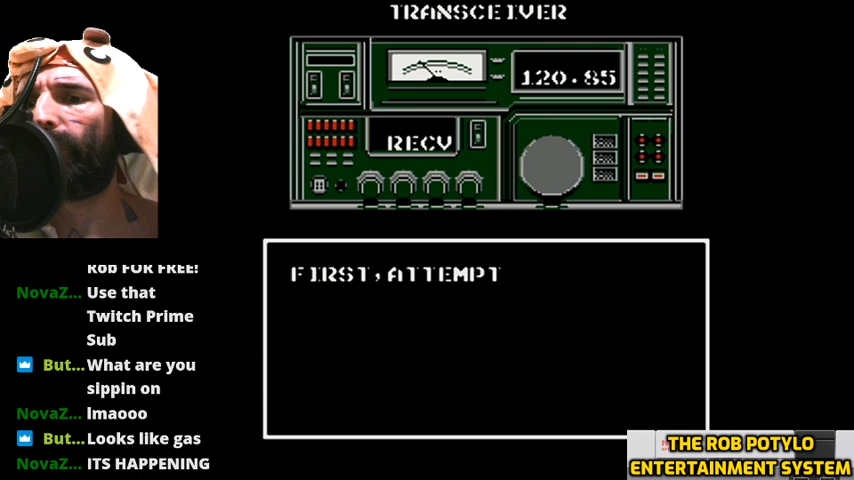 TRANSCEIVER
120.85
RECV
FIRST,ATTEMPT
Rob FOR FREE!
NovaZ... Use that
Twitch Prime
Sub
But... What are you
sippin on
NovaZ... lmaooo
But... Looks like gas
NovaZ... ITS HAPPENING
THE ROB POTYLO
ENTERTAINMENT SYSTEM